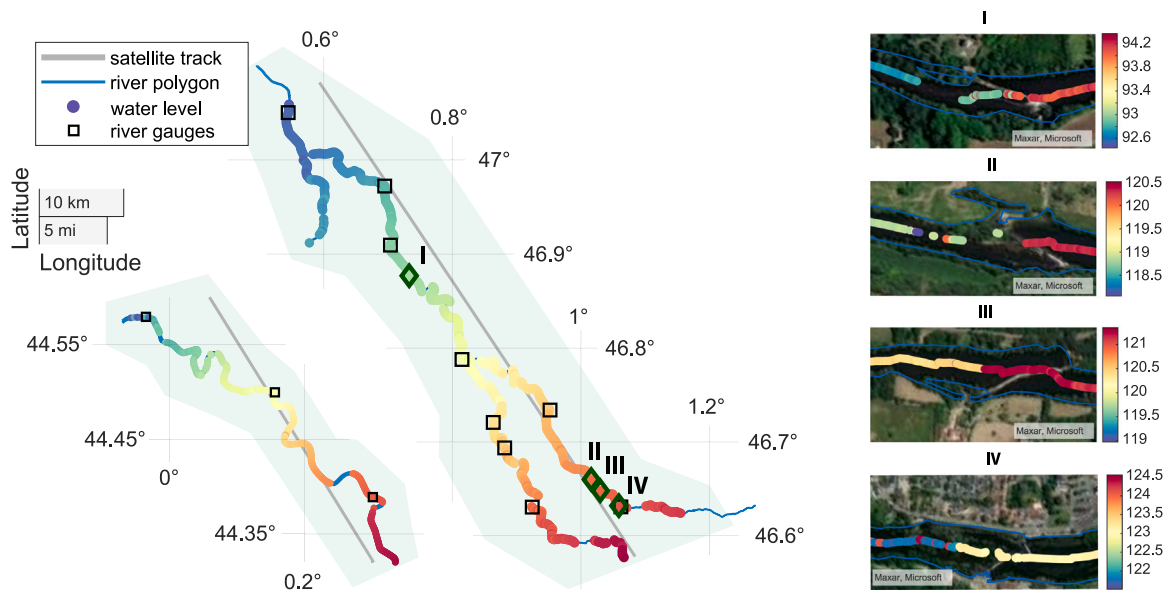 satellite track
river polygon
water level
river gauges
Latitude
10 km
5 mi
Longitude
0.6°
0.8°
47°
46.9°
1°
46.8°
1.2°
46.7°
46.6°
I
II
III
IV
44.55°
44.45°
0°
44.35°
0.2°
I
94.2
93.8
93.4
93
92.6
Maxar, Microsoft
II
120.5
120
119.5
119
118.5
Maxar, Microsoft
III
121
120.5
120
119.5
119
Maxar, Microsoft
IV
124.5
124
123.5
123
122.5
122
Maxar, Microsoft